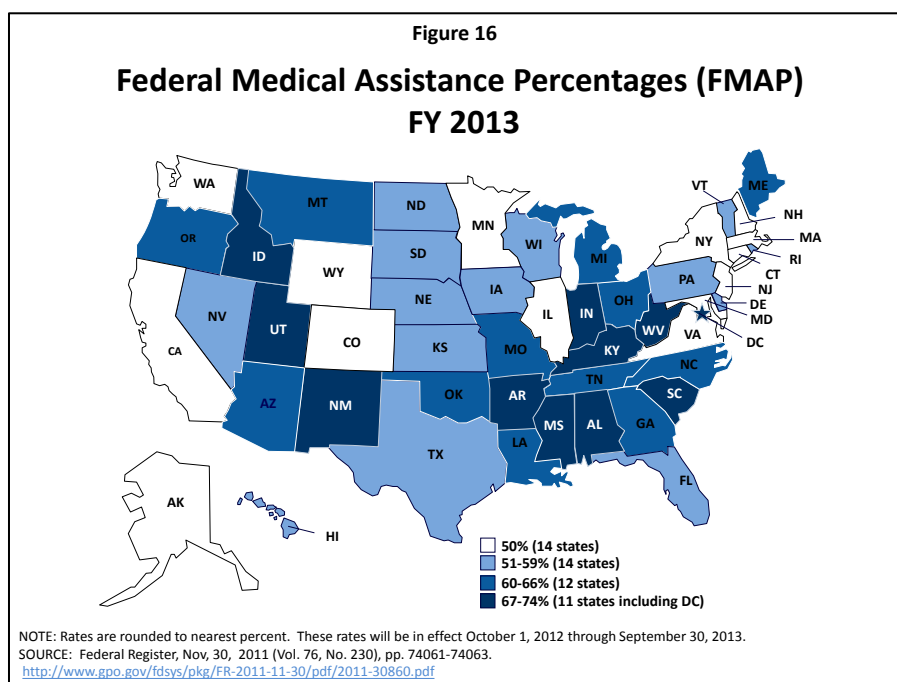 Figure 16
Federal Medical Assistance Percentages (FMAP)
FY 2013
WA
MT
ND
MN
VT
ME
OR
ID
SD
WI
NY
NH
MA
WY
MI
RI
CT
NV
UT
NE
IA
PA
NJ
DE
MD
DC
CA
CO
KS
IL
IN
OH
WV
VA
MO
KY
AZ
NM
OK
AR
TN
NC
SC
TX
LA
MS
AL
GA
FL
AK
HI
50% (14 states)
51-59% (14 states)
60-66% (12 states)
67-74% (11 states including DC)
NOTE: Rates are rounded to nearest percent. These rates will be in effect October 1, 2012 through September 30, 2013.
SOURCE: Federal Register, Nov, 30, 2011 (Vol. 76, No. 230), pp. 74061-74063.
http://www.gpo.gov/fdsys/pkg/FR-2011-11-30/pdf/2011-30860.pdf